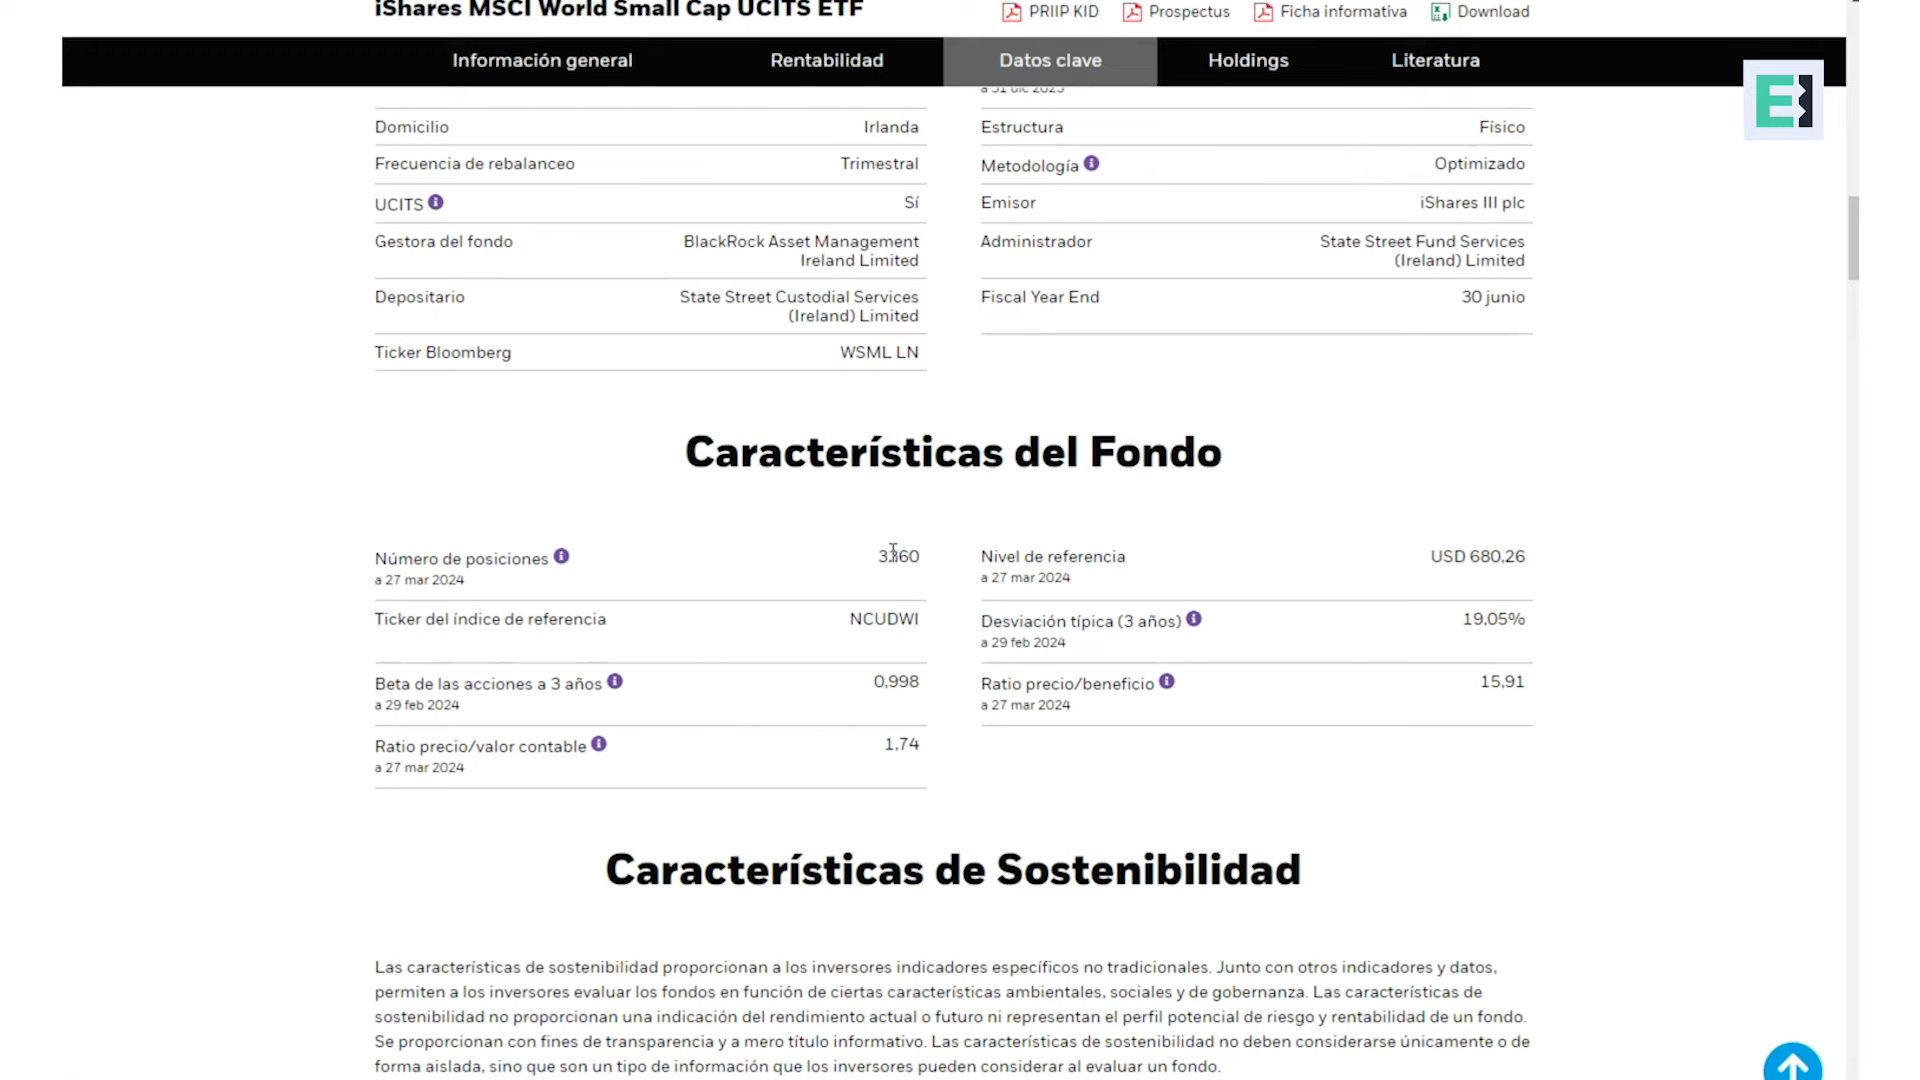 iShares MSCI World Small Cap UCITS ETF
PRIIP KID Prospectus Ficha informativa Download
Información general Rentabilidad Datos clave Holdings Literatura
Domicilio Irlanda
Frecuencia de rebalanceo Trimestral
UCITS Sí
Gestora del fondo BlackRock Asset Management
Ireland Limited
Depositario State Street Custodial Services
(Ireland) Limited
Ticker Bloomberg WSML LN
a 31 dic 2023
Estructura Físico
Metodología Optimizado
Emisor iShares III plc
Administrador State Street Fund Services
(Ireland) Limited
Fiscal Year End 30 junio
Características del Fondo
Número de posiciones
a 27 mar 2024
Ticker del índice de referencia NCUDWI
Beta de las acciones a 3 años 0,998
a 29 feb 2024
Ratio precio/valor contable 1,74
a 27 mar 2024
Nivel de referencia USD 680,26
a 27 mar 2024
Desviación típica (3 años) 19,05%
a 29 feb 2024
Ratio precio/beneficio 15,91
a 27 mar 2024
Características de Sostenibilidad
Las características de sostenibilidad proporcionan a los inversores indicadores específicos no tradicionales. Junto con otros indicadores y datos,
permiten a los inversores evaluar los fondos en función de ciertas características ambientales, sociales y de gobernanza. Las características de
sostenibilidad no proporcionan una indicación del rendimiento actual o futuro ni representan el perfil potencial de riesgo y rentabilidad de un fondo.
Se proporcionan con fines de transparencia y a mero título informativo. Las características de sostenibilidad no deben considerarse únicamente o de
forma aislada, sino que son un tipo de información que los inversores pueden considerar al evaluar un fondo.